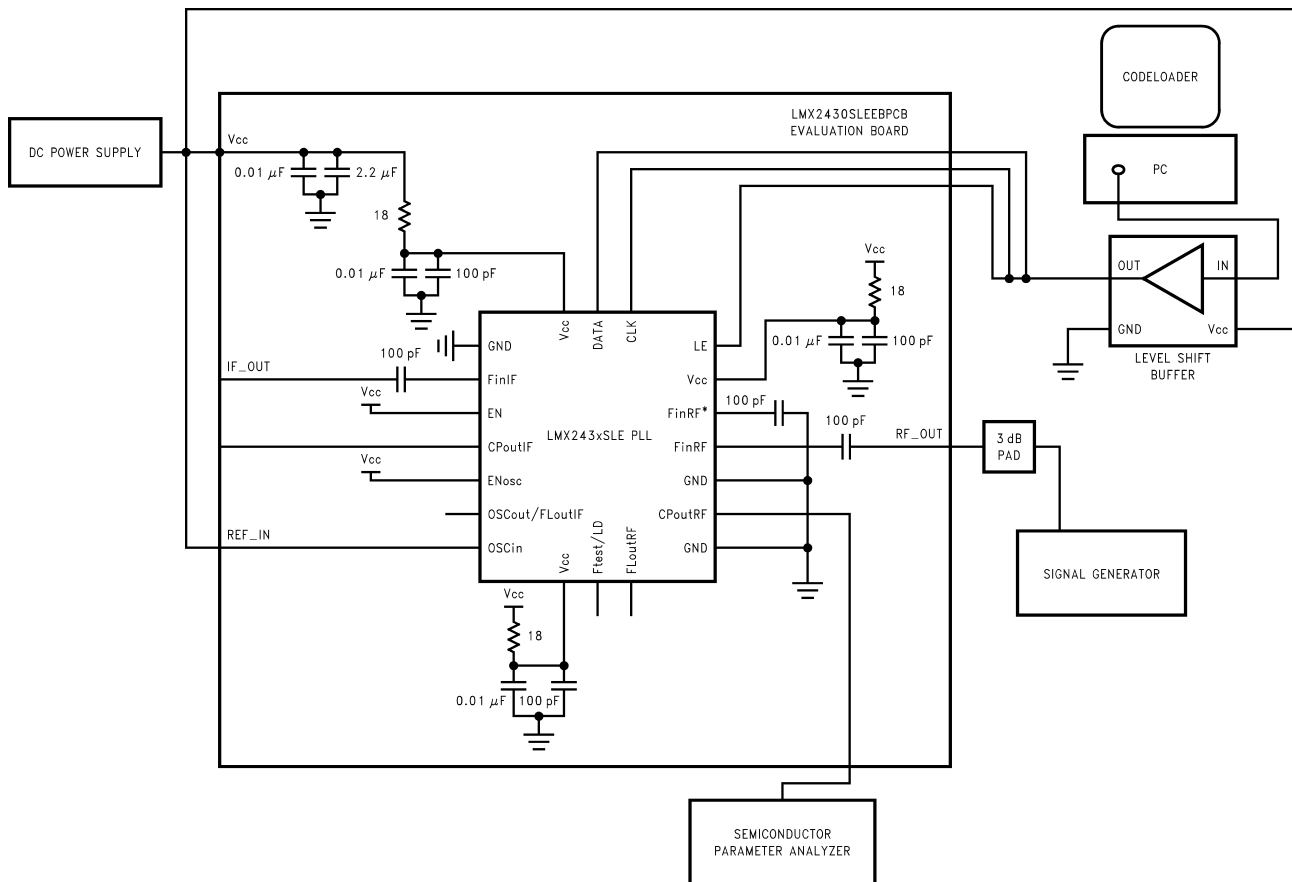 CODELOADER
LMX2430SLEEBPCB
EVALUATION BOARD
DC POWER SUPPLY
Vcc
0.01 µF
2.2 µF
PC
18
0.01 µF
100 pF
Vcc
18
OUT
IN
GND
Vcc
LEVEL SHIFT
BUFFER
Vcc
DATA
CLK
GND
LE
0.01 µF
100 pF
100 pF
IF_OUT
FinIF
Vcc
Vcc
EN
FinRF*
100 pF
100 pF
LMX243xSLE PLL
CPoutIF
FinRF
RF_OUT
3 dB
PAD
Vcc
ENosc
GND
OSCout/FLoutIF
CPoutRF
REF_IN
OSCin
GND
Vcc
Ftest/LD
FLoutRF
SIGNAL GENERATOR
Vcc
18
0.01 µF
100 pF
SEMICONDUCTOR
PARAMETER ANALYZER